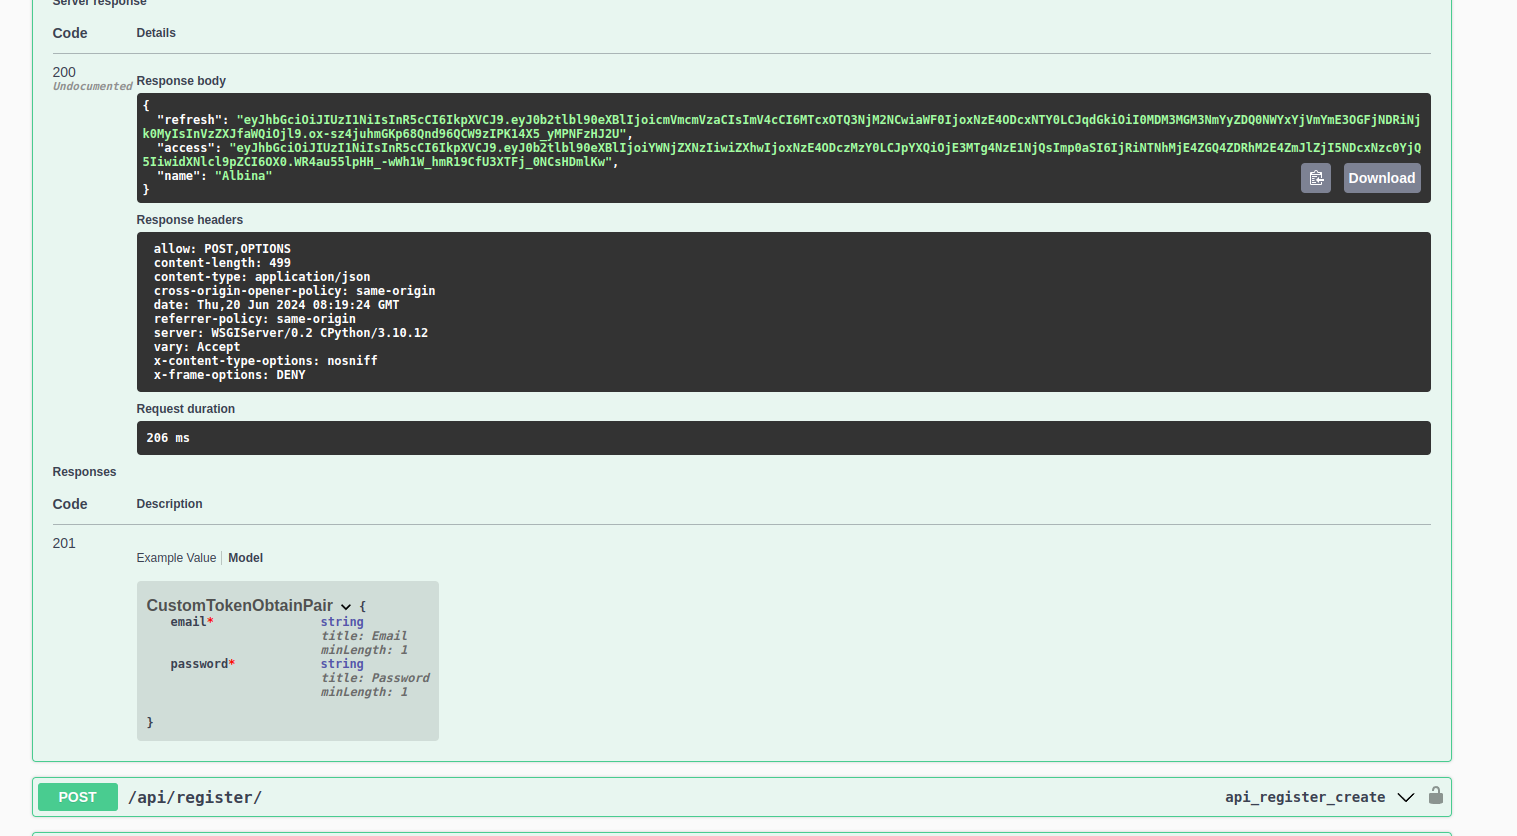 Server response
Code Details
200
Undocumented
Response body
{
"refresh": "eyJhbGciOiJIUzI1NiIsInR5cCI6IkpXVCJ9.eyJ0b2tlbl90eXBlIjoicmVmcmVzaCIsImV4cCI6MTcxOTQ3NjM2NCwiaWF0IjoxNzE4ODcxNTY0LCJqdGkiOiI0MDM3MGM3NmYyZDQ0NWYxYjVmYmE3OGFjNDRiNj
k0MyIsInVzZXJfaWQiOjl9.ox-sz4juhmGKp68Qnd96QCW9zIPK14X5_yMPNFzHJ2U",
"access": "eyJhbGciOiJIUzI1NiIsInR5cCI6IkpXVCJ9.eyJ0b2tlbl90eXBlIjoiYWNjZXNzIiwiZXhwIjoxNzE4ODczMzY0LCJpYXQiOjE3MTg4NzE1NjQsImp0aSI6IjRiNTNhMjE4ZGQ4ZDRhM2E4ZmJlZjI5NDcxNzc0YjQ
5IiwidXNlcl9pZCI6OX0.WR4au55lpHH_-wWh1W_hmR19CfU3XTFj_0NCsHDmlKw",
"name": "Albina"
}
Download
Response headers
allow: POST,OPTIONS
content-length: 499
content-type: application/json
cross-origin-opener-policy: same-origin
date: Thu,20 Jun 2024 08:19:24 GMT
referrer-policy: same-origin
server: WSGIServer/0.2 CPython/3.10.12
vary: Accept
x-content-type-options: nosniff
x-frame-options: DENY
Request duration
206 ms
Responses
Code Description
201
Example Value Model
CustomTokenObtainPair {
email* string
title: Email
minLength: 1
password* string
title: Password
minLength: 1
}
POST /api/register/ api_register_create